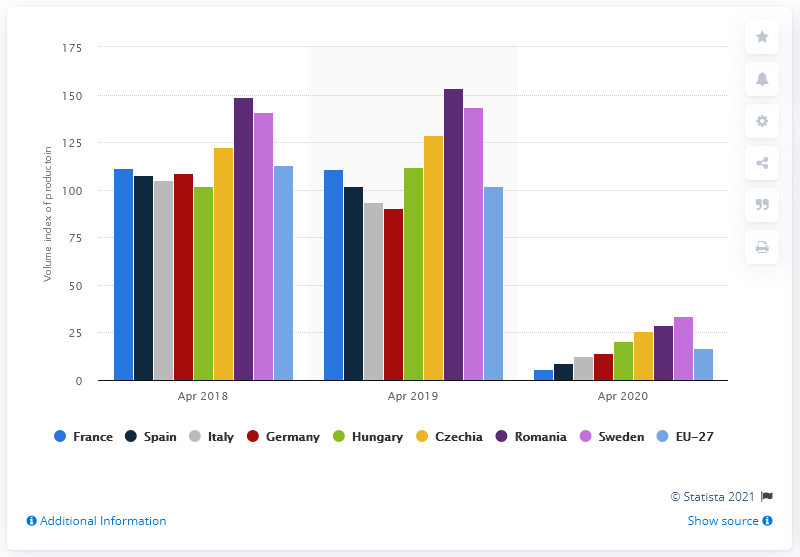 175
150
125
100
75
50
25
0
Volume index of productoin
Apr 2018 Apr 2019 Apr 2020
France Spain Italy Germany Hungary Czechia Romania Sweden EU-27
© Statista 2021
Additional Information Show source